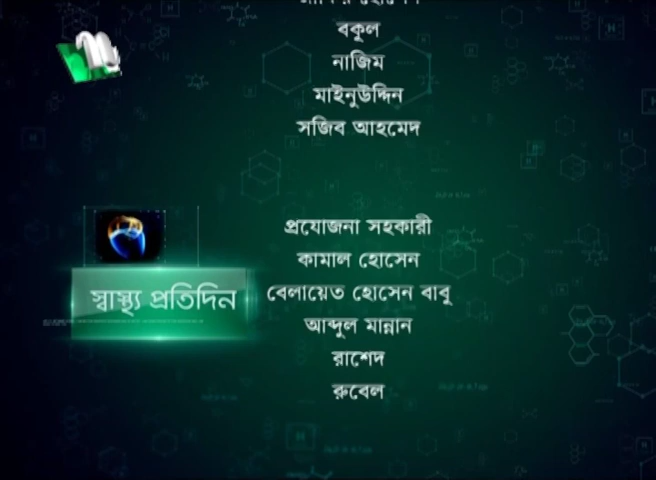 বকুল
নাজিম
মাইনুউদ্দিন
সজিব আহমেদ
প্রযোজনা সহকারী
কামাল হোসেন
বেলায়েত হোসেন বাবু
আব্দুল মান্নান
রাশেদ
রুবেল
স্বাস্থ্য প্রতিদিন